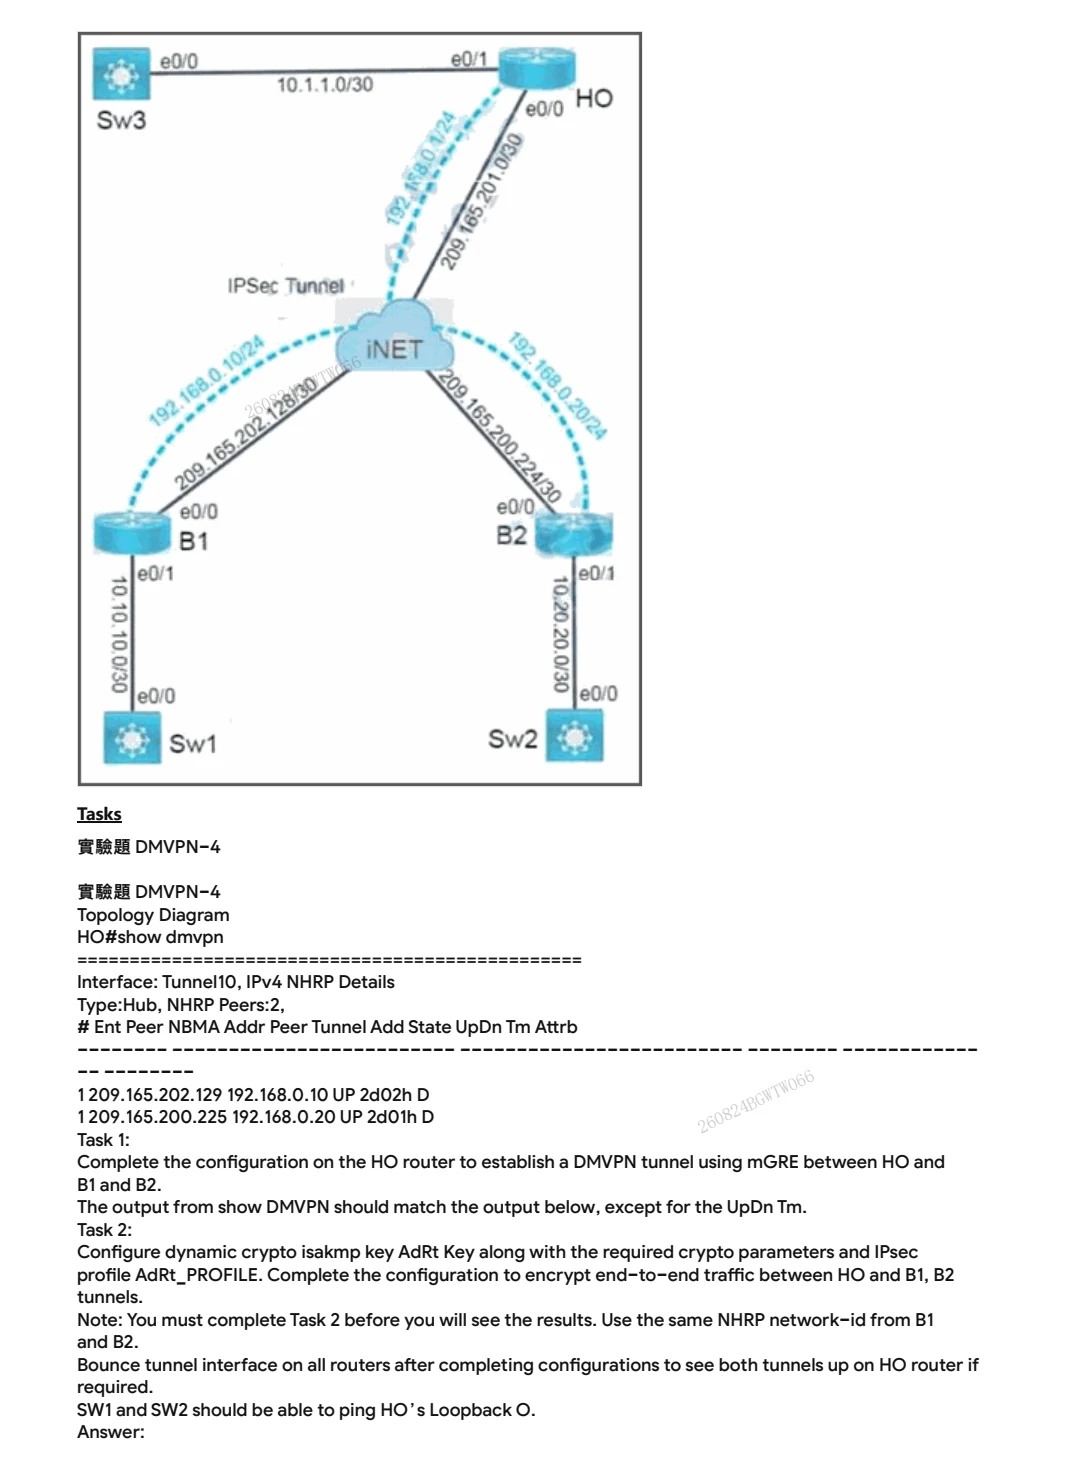 e0/0
e0/1
10.1.1.0/30
HO
Sw3
e0/0
192.168.0.1/24
209.165.201.0/30
IPSec Tunnel
iNET
192.168.0.10/24
192.168.0.20/24
260824BGWTW066
209.165.202.128/30
209.165.200.224/30
e0/0
B1
e0/0
B2
e0/1
e0/1
10.10.10.0/30
10.20.20.0/30
e0/0
e0/0
Sw1
Sw2
Tasks
實驗題 DMVPN-4
實驗題 DMVPN-4
Topology Diagram
HO#show dmvpn
================================================
Interface: Tunnel10, IPv4 NHRP Details
Type:Hub, NHRP Peers:2,
# Ent Peer NBMA Addr Peer Tunnel Add State UpDn Tm Attrb
-------- ------------------------- ------------------------- -------- ------------
-- --------
1 209.165.202.129 192.168.0.10 UP 2d02h D
1 209.165.200.225 192.168.0.20 UP 2d01h D
260824BGWTW066
Task 1:
Complete the configuration on the HO router to establish a DMVPN tunnel using mGRE between HO and
B1 and B2.
The output from show DMVPN should match the output below, except for the UpDn Tm.
Task 2:
Configure dynamic crypto isakmp key AdRt Key along with the required crypto parameters and IPsec
profile AdRt_PROFILE. Complete the configuration to encrypt end-to-end traffic between HO and B1, B2
tunnels.
Note: You must complete Task 2 before you will see the results. Use the same NHRP network-id from B1
and B2.
Bounce tunnel interface on all routers after completing configurations to see both tunnels up on HO router if
required.
SW1 and SW2 should be able to ping HO's Loopback O.
Answer: